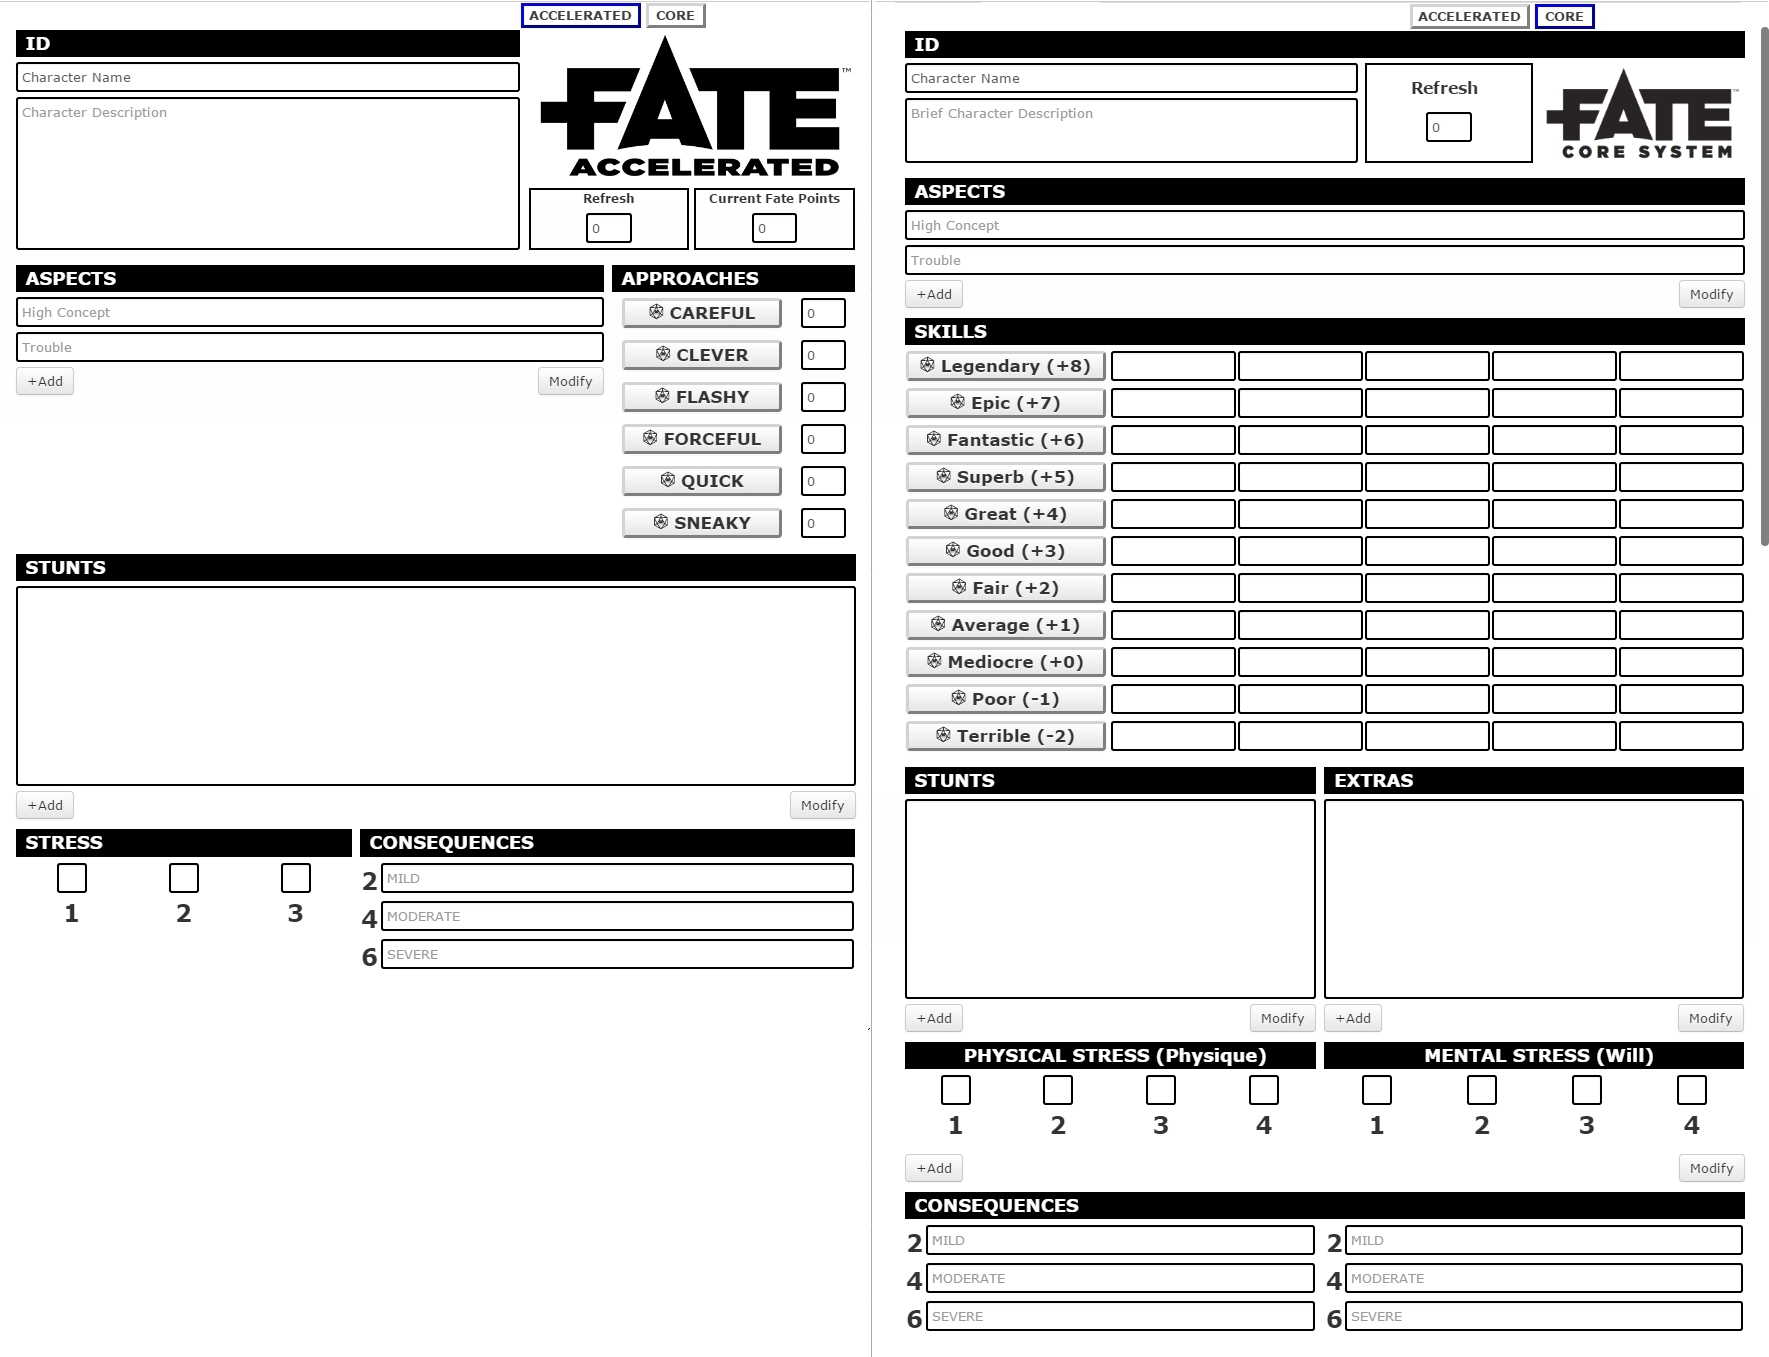 ACCELERATED CORE
ID
Character Name
Character Description
FATE™
ACCELERATED
Refresh Current Fate Points
0 0
ASPECTS
High Concept
Trouble
+Add Modify
APPROACHES
CAREFUL 0
CLEVER 0
FLASHY 0
FORCEFUL 0
QUICK 0
SNEAKY 0
STUNTS
+Add Modify
STRESS
1 2 3
CONSEQUENCES
2 MILD
4 MODERATE
6 SEVERE
ACCELERATED CORE
ID
Character Name
Brief Character Description
Refresh
0
FATE™
CORE SYSTEM
ASPECTS
High Concept
Trouble
+Add Modify
SKILLS
Legendary (+8)
Epic (+7)
Fantastic (+6)
Superb (+5)
Great (+4)
Good (+3)
Fair (+2)
Average (+1)
Mediocre (+0)
Poor (-1)
Terrible (-2)
STUNTS
+Add Modify
EXTRAS
+Add Modify
PHYSICAL STRESS (Physique)
1 2 3 4
MENTAL STRESS (Will)
1 2 3 4
+Add Modify
CONSEQUENCES
2 MILD 2 MILD
4 MODERATE 4 MODERATE
6 SEVERE 6 SEVERE